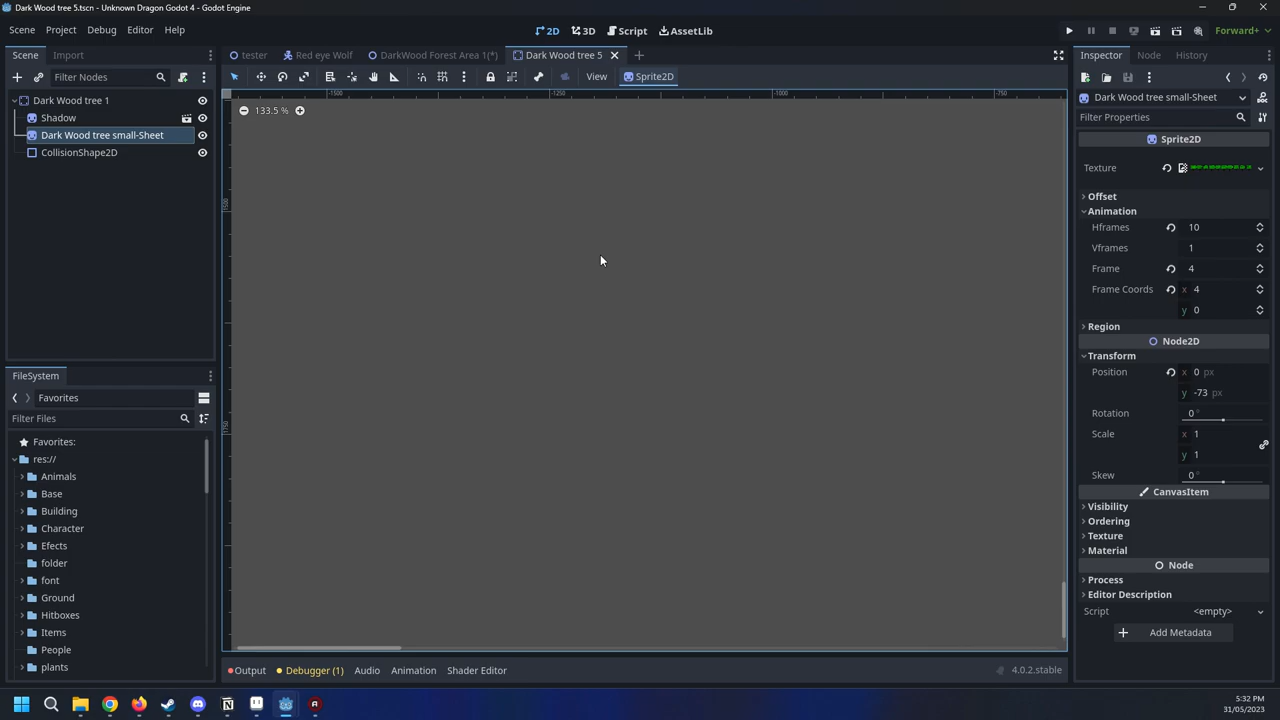 Dark Wood tree 5.tscn - Unknown Dragon Godot 4 - Godot Engine
Scene Project Debug Editor Help
2D 3D Script AssetLib
Forward+
Scene Import
tester Red eye Wolf DarkWood Forest Area 1(*) Dark Wood tree 5
Inspector Node History
Filter Nodes
View Sprite2D
Dark Wood tree 1
Shadow
Dark Wood tree small-Sheet
CollisionShape2D
-1500 -1250 -1000 -750
133.5 %
1500
1750
Dark Wood tree small-Sheet
Filter Properties
Sprite2D
Texture
Offset
Animation
Hframes 10
Vframes 1
Frame 4
Frame Coords x 4
y 0
Region
Node2D
Transform
Position x 0 px
y -73 px
Rotation 0 °
Scale x 1
y 1
Skew 0 °
CanvasItem
Visibility
Ordering
Texture
Material
Node
Process
Editor Description
Script <empty>
Add Metadata
FileSystem
Favorites
Filter Files
Favorites:
res://
Animals
Base
Building
Character
Efects
folder
font
Ground
Hitboxes
Items
People
plants
Output Debugger (1) Audio Animation Shader Editor
4.0.2.stable
5:32 PM
31/05/2023